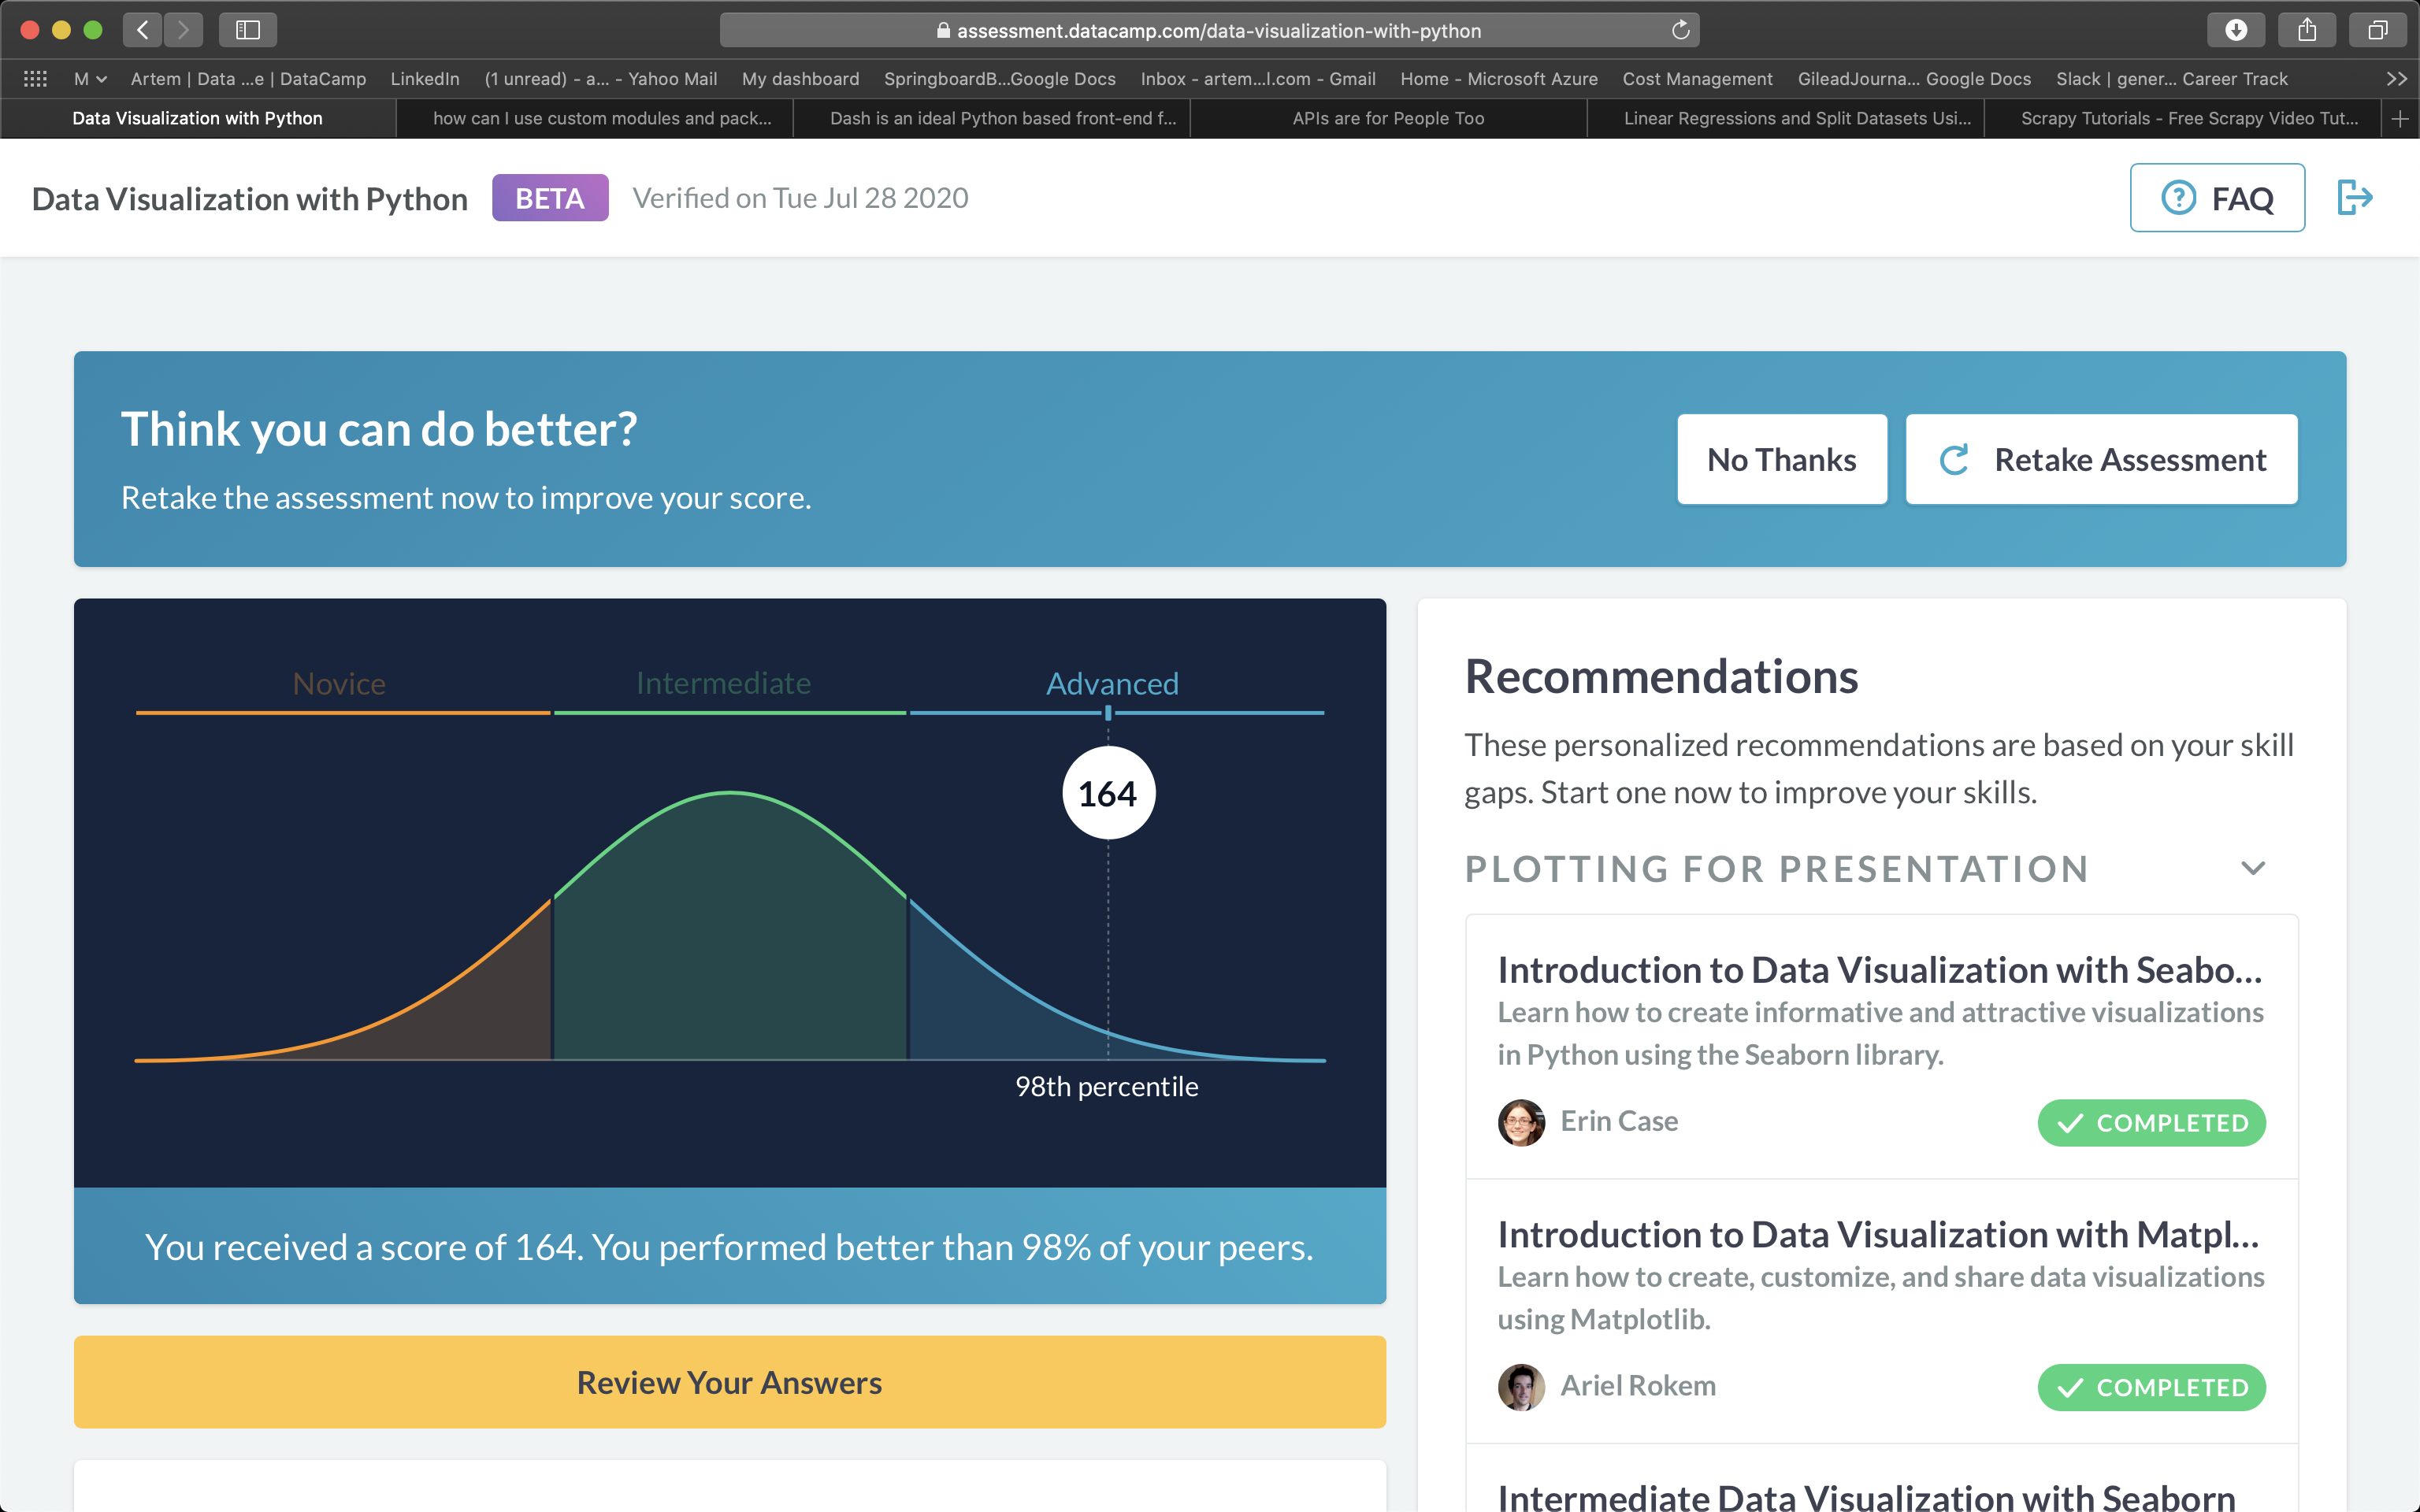 assessment.datacamp.com/data-visualization-with-python
M
Artem | Data ...e | DataCamp
LinkedIn
(1 unread) - a... - Yahoo Mail
My dashboard
SpringboardB...Google Docs
Inbox - artem...l.com - Gmail
Home - Microsoft Azure
Cost Management
GileadJourna... Google Docs
Slack | gener... Career Track
Data Visualization with Python
how can I use custom modules and pack...
Dash is an ideal Python based front-end f...
APIs are for People Too
Linear Regressions and Split Datasets Usi...
Scrapy Tutorials - Free Scrapy Video Tut...
Data Visualization with Python
BETA
Verified on Tue Jul 28 2020
FAQ
Think you can do better?
Retake the assessment now to improve your score.
No Thanks
Retake Assessment
Novice
Intermediate
Advanced
164
98th percentile
You received a score of 164. You performed better than 98% of your peers.
Review Your Answers
Recommendations
These personalized recommendations are based on your skill
gaps. Start one now to improve your skills.
PLOTTING FOR PRESENTATION
Introduction to Data Visualization with Seabo...
Learn how to create informative and attractive visualizations
in Python using the Seaborn library.
Erin Case
COMPLETED
Introduction to Data Visualization with Matpl...
Learn how to create, customize, and share data visualizations
using Matplotlib.
Ariel Rokem
COMPLETED
Intermediate Data Visualization with Seaborn